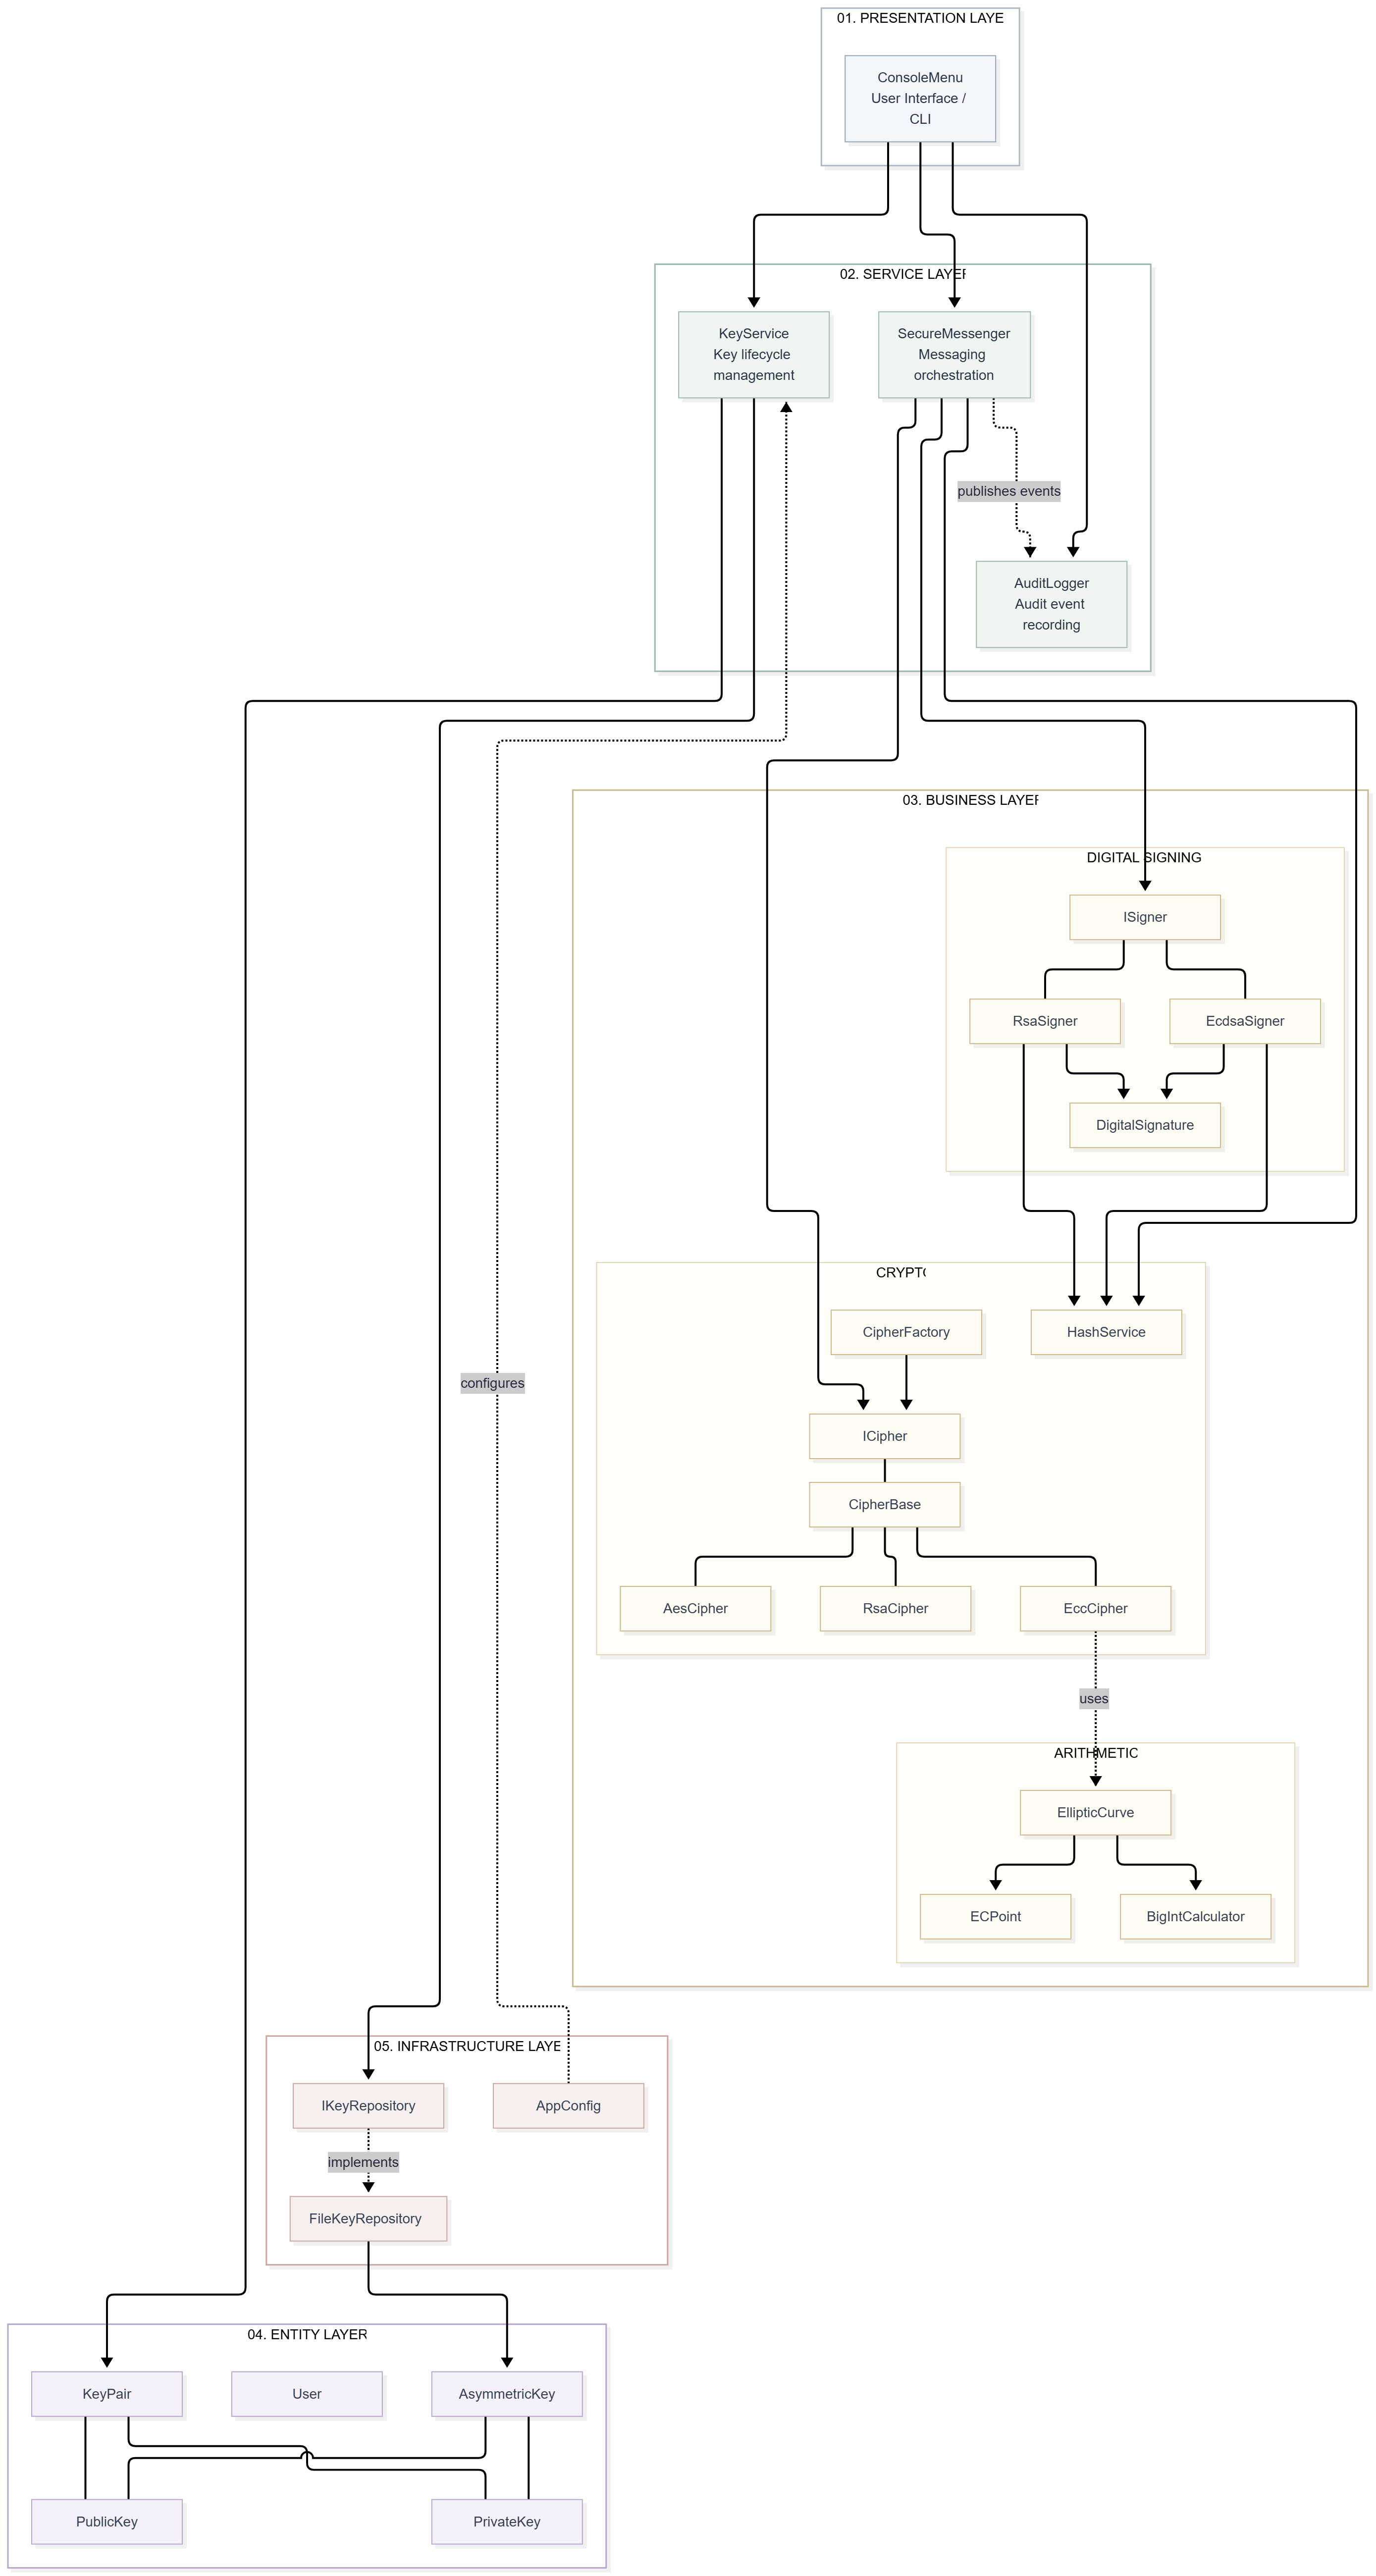 01. PRESENTATION LAYE
ConsoleMenu
User Interface /
CLI
02. SERVICE LAYER
KeyService
Key lifecycle
management
SecureMessenger
Messaging
orchestration
publishes events
AuditLogger
Audit event
recording
03. BUSINESS LAYER
DIGITAL SIGNING
ISigner
RsaSigner
EcdsaSigner
DigitalSignature
CRYPTO
CipherFactory
HashService
configures
ICipher
CipherBase
AesCipher
RsaCipher
EccCipher
uses
ARITHMETIC
EllipticCurve
ECPoint
BigIntCalculator
05. INFRASTRUCTURE LAYE
IKeyRepository
AppConfig
implements
FileKeyRepository
04. ENTITY LAYER
KeyPair
User
AsymmetricKey
PublicKey
PrivateKey